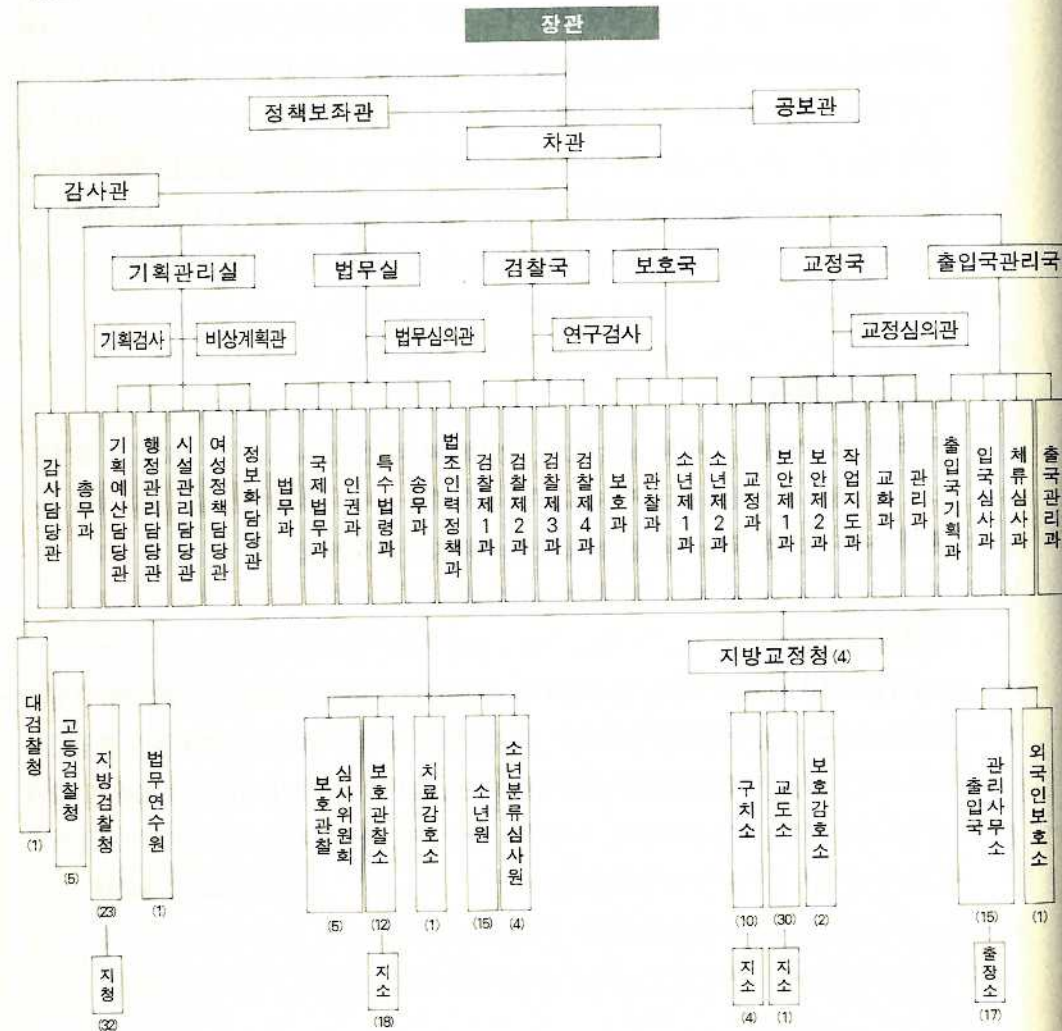 장관
정책보좌관
공보관
차관
감사관
기획관리실
법무실
검찰국
보호국
교정국
출입국관리국
기획검사
비상계획관
법무심의관
연구검사
교정심의관
감사담당관
총무과
기획예산담당관
행정관리담당관
시설관리담당관
여성정책담당관
정보화담당관
법무과
국제법무과
인권과
특수법령과
송무과
법조인력정책과
검찰제1과
검찰제2과
검찰제3과
검찰제4과
보호과
관찰과
소년제1과
소년제2과
교정과
보안제1과
보안제2과
작업지도과
교화과
관리과
출입국기획과
입국심사과
체류심사과
출국관리과
지방교정청(4)
대검찰청
(1)
고등검찰청
(5)
지방검찰청
(23)
지청
(32)
법무연수원
(1)
보호관찰
심사위원회
(5)
보호관찰소
(12)
지소
(18)
치료감호소
(1)
소년원
(15)
소년분류심사원
(4)
구치소
(10)
지소
(4)
교도소
(30)
지소
(1)
보호감호소
(2)
출입국
관리사무소
(15)
출장소
(17)
외국인보호소
(1)